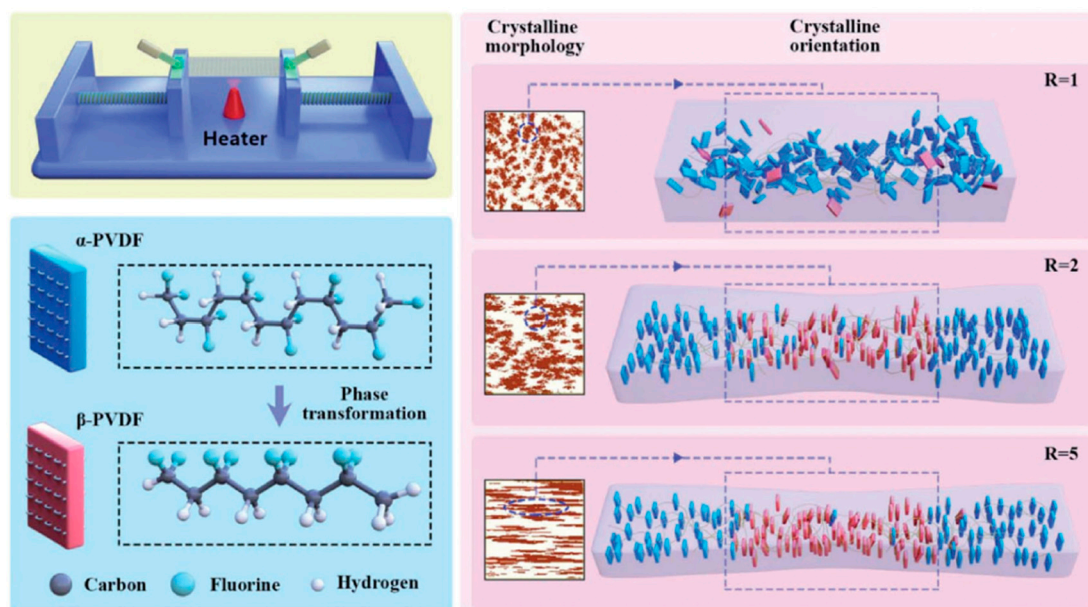 Heater
α-PVDF
Phase
transformation
β-PVDF
Carbon
Fluorine
Hydrogen
Crystalline
morphology
Crystalline
orientation
R=1
R=2
R=5